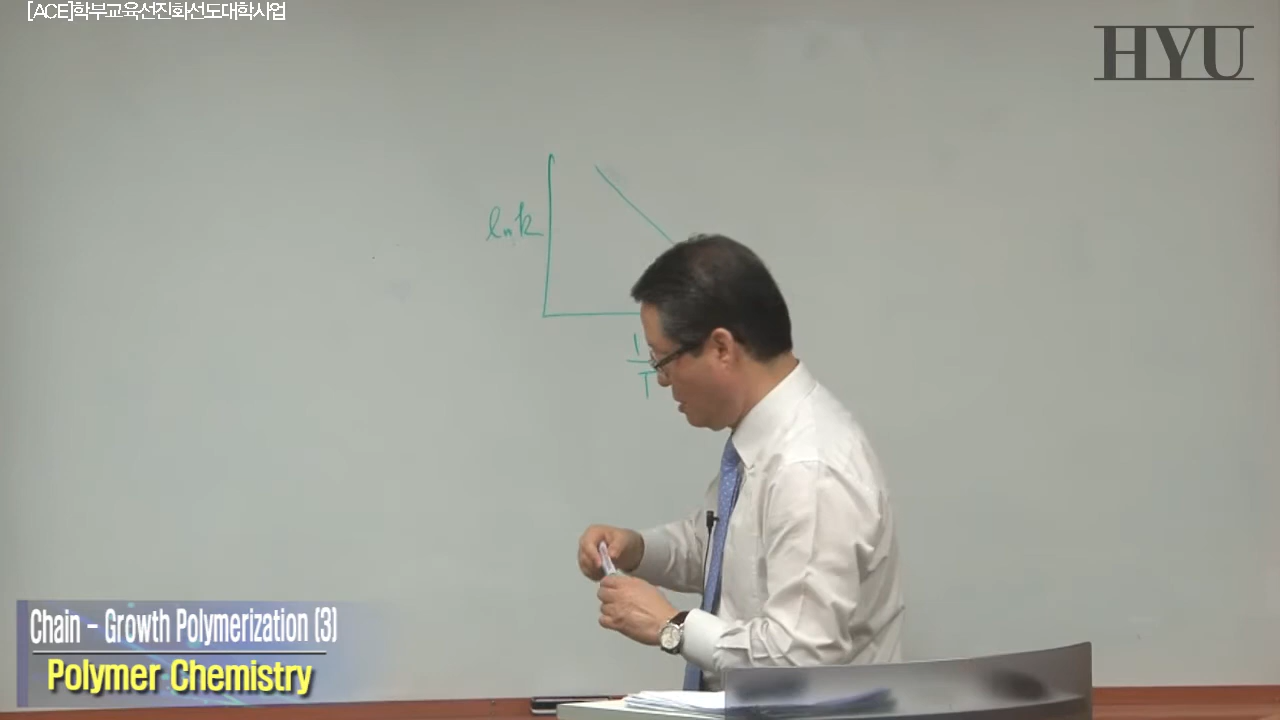 [ACE]학부교육선진화선도대학사업
HYU
ln k
1
T
Chain - Growth Polymerization (3)
Polymer Chemistry